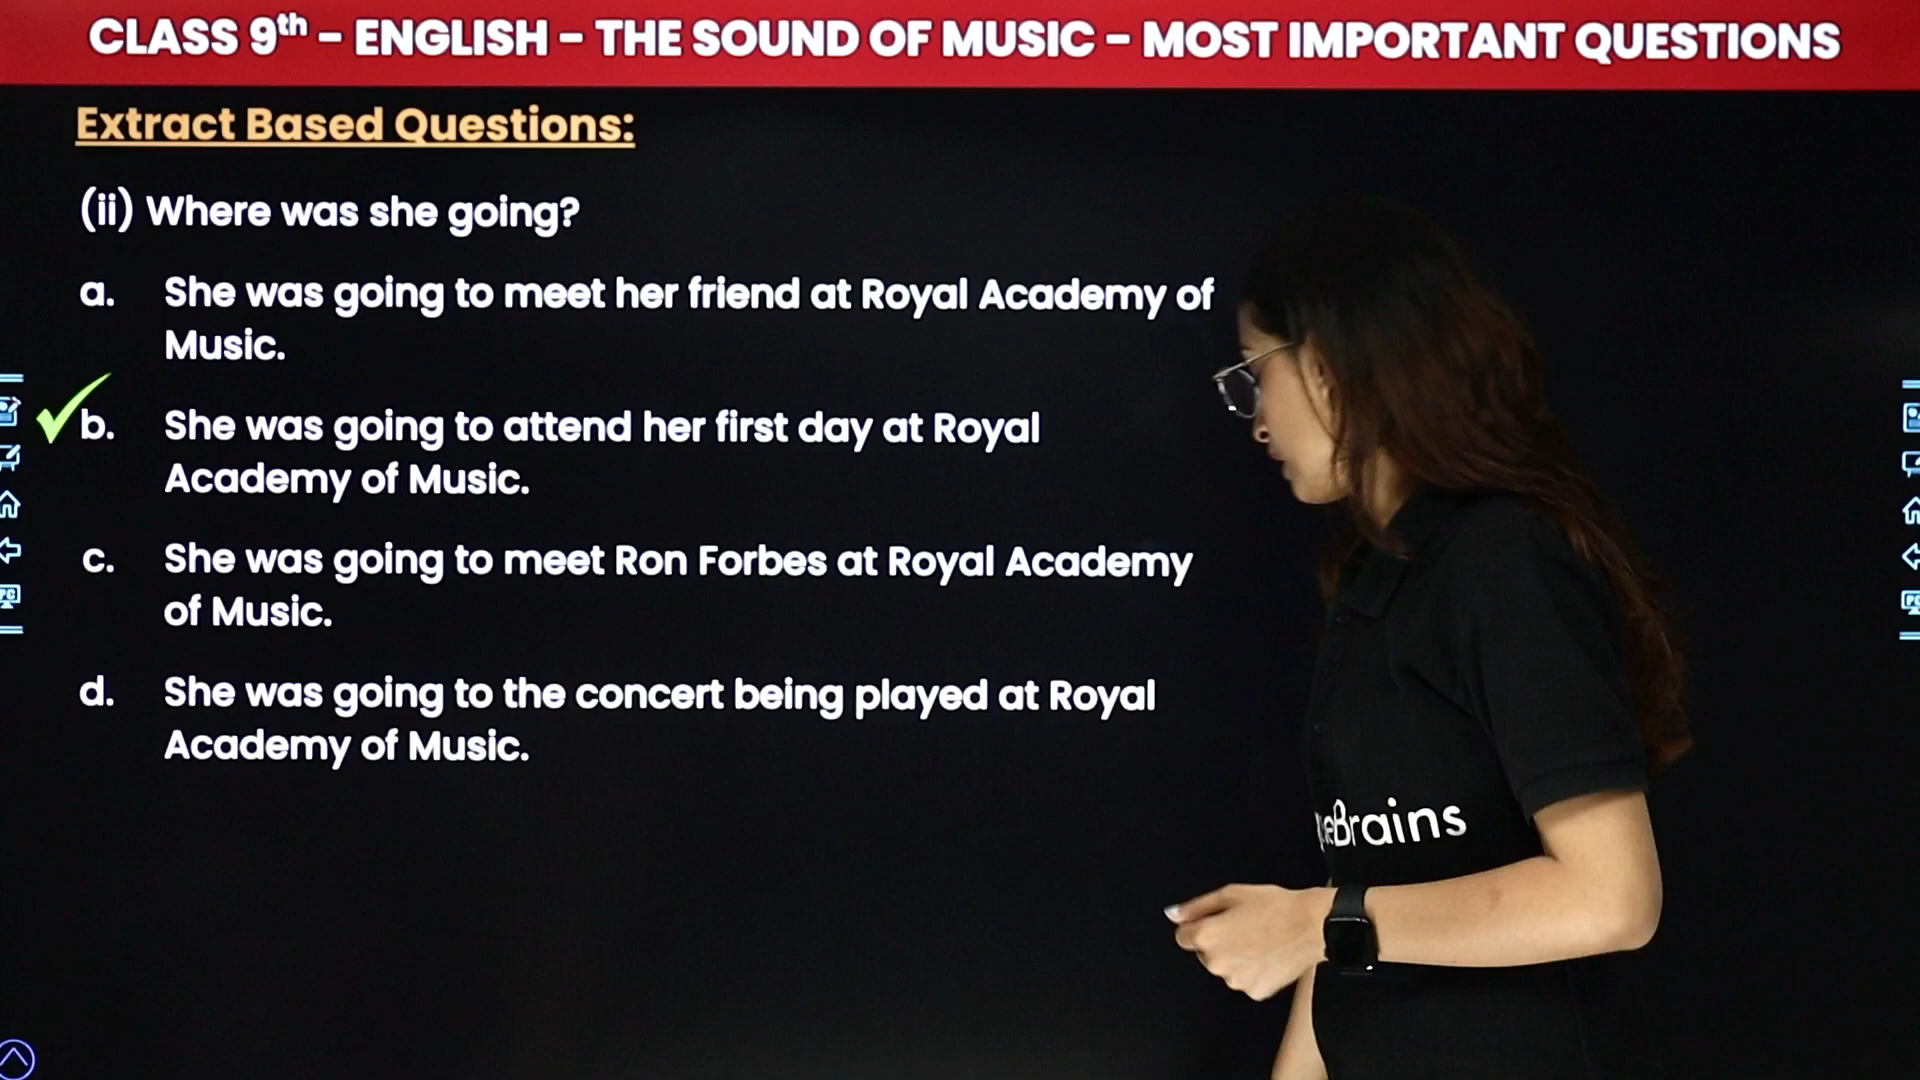 CLASS 9th – ENGLISH – THE SOUND OF MUSIC – MOST IMPORTANT QUESTIONS
Extract Based Questions:
(ii) Where was she going?
a. She was going to meet her friend at Royal Academy of
Music.
b. She was going to attend her first day at Royal
Academy of Music.
c. She was going to meet Ron Forbes at Royal Academy
of Music.
d. She was going to the concert being played at Royal
Academy of Music.
Brains